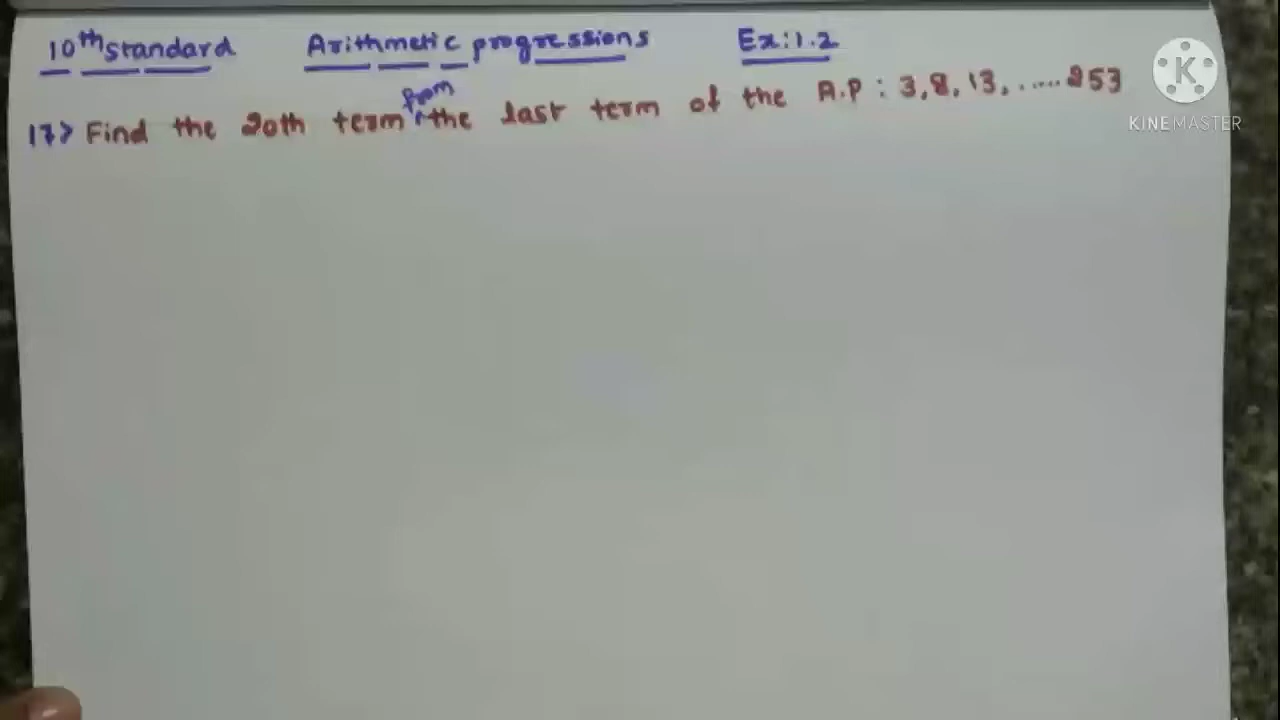 10th standard Arithmetic progressions Ex:1.2
17> Find the 20th term from the last term of the A.P : 3, 8, 13, ..... 253
K
KINEMASTER